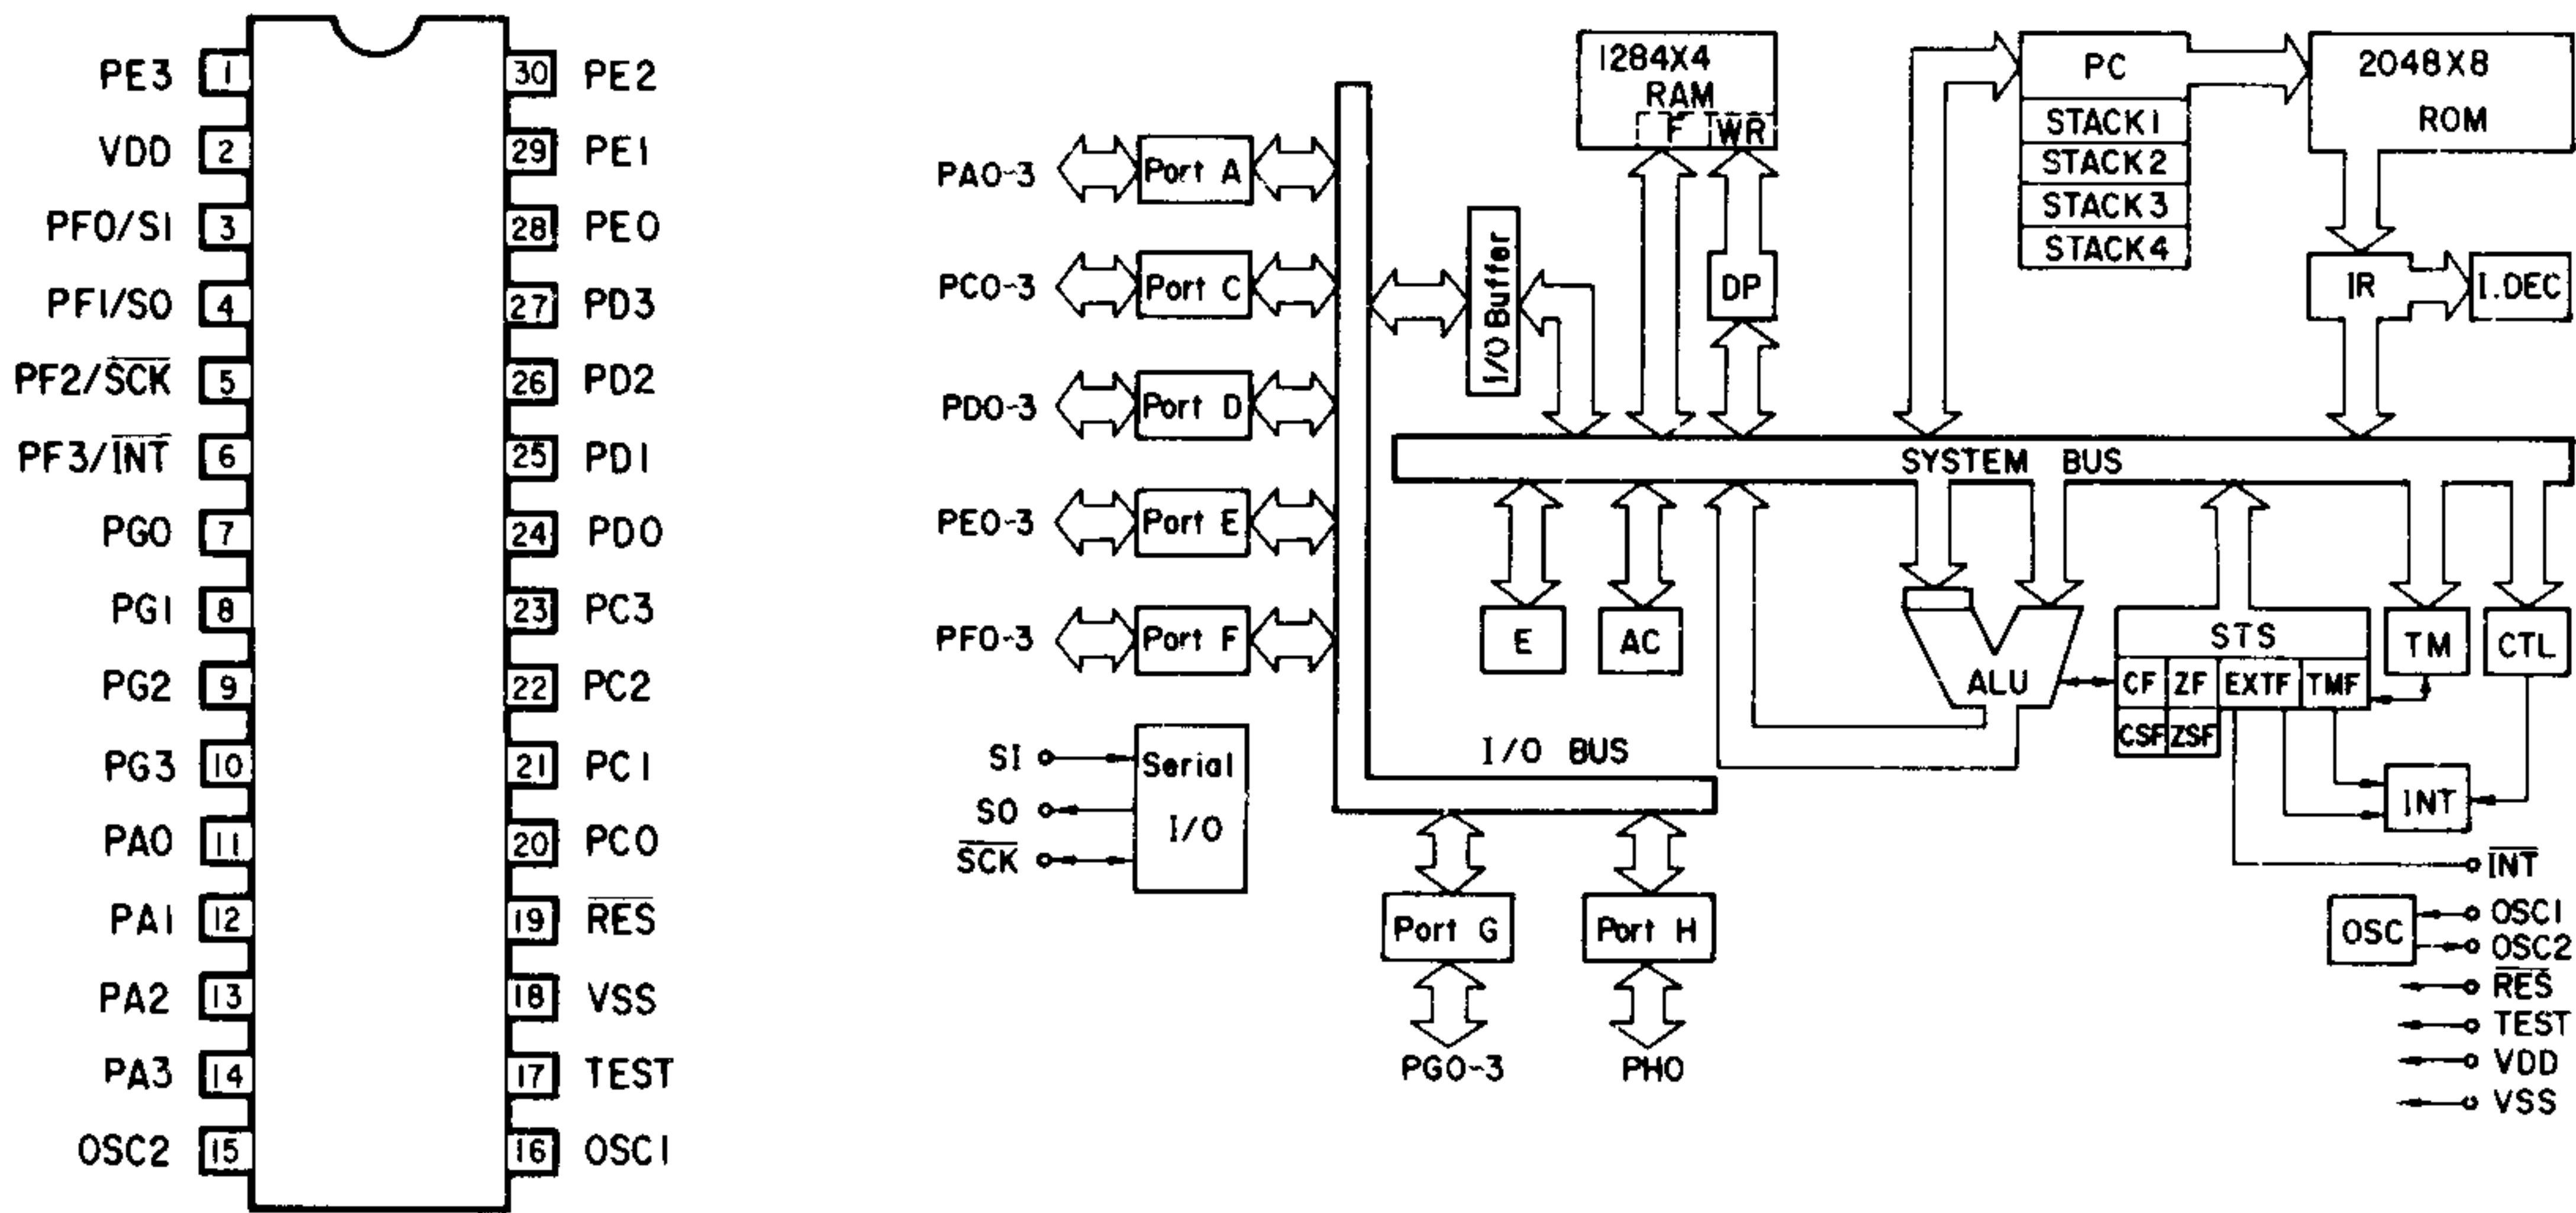 PE3 1 30 PE2
VDD 2 29 PE1
PF0/SI 3 28 PE0
PF1/SO 4 27 PD3
PF2/SCK 5 26 PD2
PF3/INT 6 25 PD1
PG0 7 24 PD0
PG1 8 23 PC3
PG2 9 22 PC2
PG3 10 21 PC1
PA0 11 20 PC0
PA1 12 19 RES
PA2 13 18 VSS
PA3 14 17 TEST
OSC2 15 16 OSC1
PA0-3 Port A
PC0-3 Port C
PD0-3 Port D
PE0-3 Port E
PF0-3 Port F
SI
SO
SCK
Serial
I/O
I/O BUS
Port G
Port H
PG0-3
PH0
I/O Buffer
1284X4
RAM
F WR
DP
PC
STACK1
STACK2
STACK3
STACK4
2048X8
ROM
IR
I.DEC
SYSTEM BUS
E
AC
ALU
STS
CF ZF EXTF TMF
CSF ZSF
TM
CTL
INT
INT
OSC
OSC1
OSC2
RES
TEST
VDD
VSS